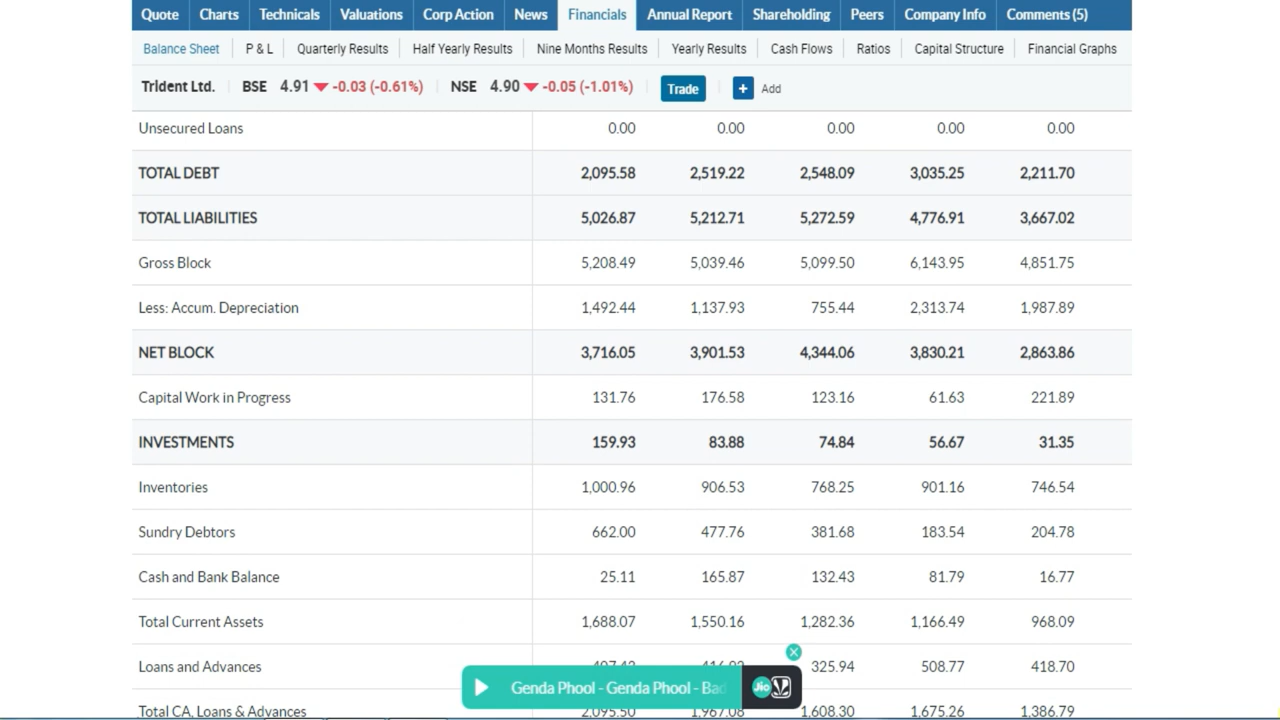 Quote Charts Technicals Valuations Corp Action News Financials Annual Report Shareholding Peers Company Info Comments (5)
Balance Sheet P & L Quarterly Results Half Yearly Results Nine Months Results Yearly Results Cash Flows Ratios Capital Structure Financial Graphs
Trident Ltd. BSE 4.91 -0.03 (-0.61%) NSE 4.90 -0.05 (-1.01%) Trade + Add
Unsecured Loans 0.00 0.00 0.00 0.00 0.00
TOTAL DEBT 2,095.58 2,519.22 2,548.09 3,035.25 2,211.70
TOTAL LIABILITIES 5,026.87 5,212.71 5,272.59 4,776.91 3,667.02
Gross Block 5,208.49 5,039.46 5,099.50 6,143.95 4,851.75
Less: Accum. Depreciation 1,492.44 1,137.93 755.44 2,313.74 1,987.89
NET BLOCK 3,716.05 3,901.53 4,344.06 3,830.21 2,863.86
Capital Work in Progress 131.76 176.58 123.16 61.63 221.89
INVESTMENTS 159.93 83.88 74.84 56.67 31.35
Inventories 1,000.96 906.53 768.25 901.16 746.54
Sundry Debtors 662.00 477.76 381.68 183.54 204.78
Cash and Bank Balance 25.11 165.87 132.43 81.79 16.77
Total Current Assets 1,688.07 1,550.16 1,282.36 1,166.49 968.09
Loans and Advances 325.94 508.77 418.70
Genda Phool - Genda Phool - Bad Jio
Total CA, Loans & Advances 2,095.50 1,967.08 1,608.30 1,675.26 1,386.79